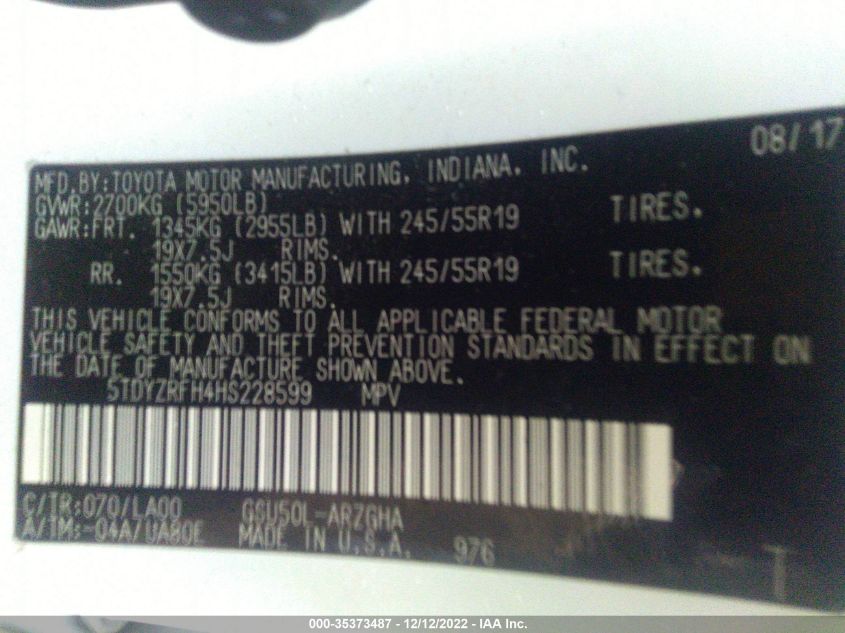 08/17
MFD.BY:TOYOTA MOTOR MANUFACTURING, INDIANA, INC.
GVWR:2700KG (5950LB)
GAWR:FRT. 1345KG (2955LB) WITH 245/55R19 TIRES.
19X7.5J RIMS.
RR. 1550KG (3415LB) WITH 245/55R19 TIRES.
19X7.5J RIMS.
THIS VEHICLE CONFORMS TO ALL APPLICABLE FEDERAL MOTOR
VEHICLE SAFETY AND THEFT PREVENTION STANDARDS IN EFFECT ON
THE DATE OF MANUFACTURE SHOWN ABOVE.
5TDYZRFH4HS228599 MPV
C/TR:070/LA00 GSU50L-ARZGHA
A/TM:-04A/UA80E MADE IN U.S.A. 976
T
000-35373487 - 12/12/2022 - IAA Inc.